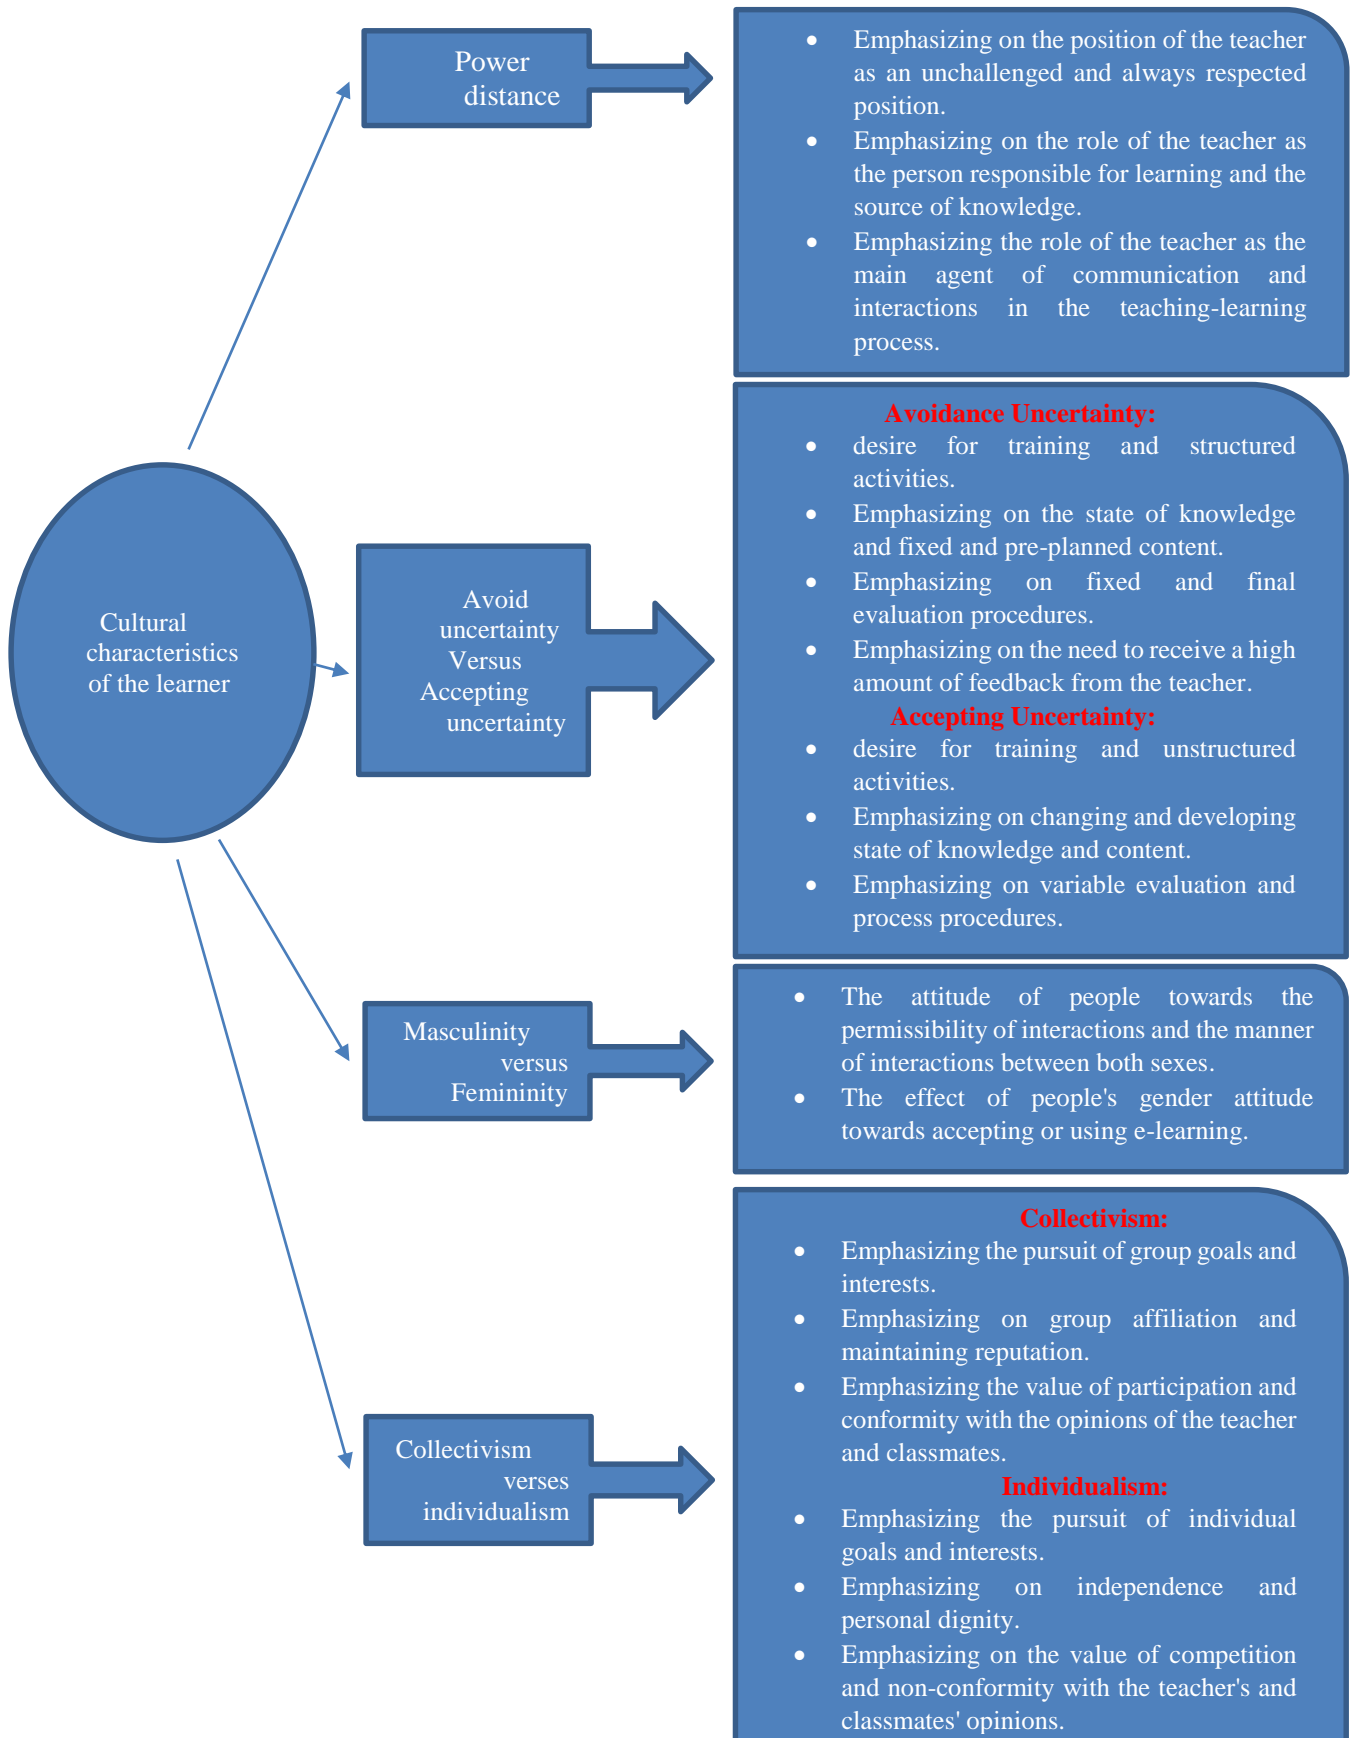 Cultural
characteristics
of the learner
Power
distance
• Emphasizing on the position of the teacher
as an unchallenged and always respected
position.
• Emphasizing on the role of the teacher as
the person responsible for learning and the
source of knowledge.
• Emphasizing the role of the teacher as the
main agent of communication and
interactions in the teaching-learning
process.
Avoid
uncertainty
Versus
Accepting
uncertainty
Avoidance Uncertainty:
• desire for training and structured
activities.
• Emphasizing on the state of knowledge
and fixed and pre-planned content.
• Emphasizing on fixed and final
evaluation procedures.
• Emphasizing on the need to receive a high
amount of feedback from the teacher.
Accepting Uncertainty:
• desire for training and unstructured
activities.
• Emphasizing on changing and developing
state of knowledge and content.
• Emphasizing on variable evaluation and
process procedures.
Masculinity
versus
Femininity
• The attitude of people towards the
permissibility of interactions and the manner
of interactions between both sexes.
• The effect of people's gender attitude
towards accepting or using e-learning.
Collectivism
verses
individualism
Collectivism:
• Emphasizing the pursuit of group goals and
interests.
• Emphasizing on group affiliation and
maintaining reputation.
• Emphasizing the value of participation and
conformity with the opinions of the teacher
and classmates.
Individualism:
• Emphasizing the pursuit of individual
goals and interests.
• Emphasizing on independence and
personal dignity.
• Emphasizing on the value of competition
and non-conformity with the teacher's and
classmates' opinions.